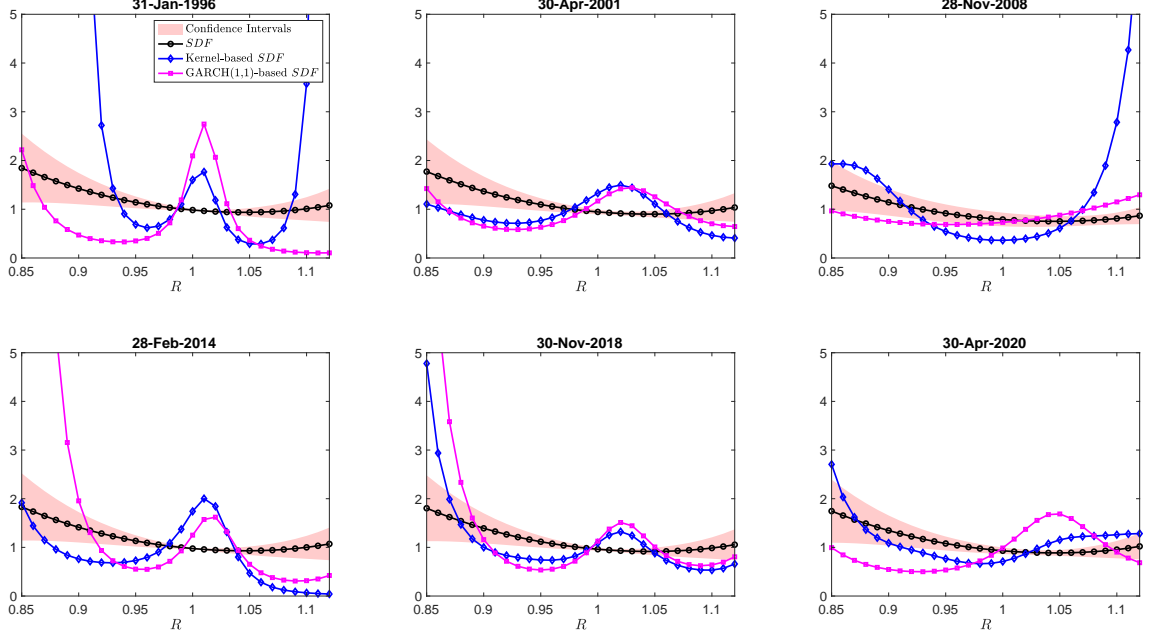 31-Jan-1996
Confidence Intervals
SDF
Kernel-based SDF
GARCH(1,1)-based SDF
5
4
3
2
1
0
0.85 0.9 0.95 1 1.05 1.1
R
30-Apr-2001
5
4
3
2
1
0
0.85 0.9 0.95 1 1.05 1.1
R
28-Nov-2008
5
4
3
2
1
0
0.85 0.9 0.95 1 1.05 1.1
R
28-Feb-2014
5
4
3
2
1
0
0.85 0.9 0.95 1 1.05 1.1
R
30-Nov-2018
5
4
3
2
1
0
0.85 0.9 0.95 1 1.05 1.1
R
30-Apr-2020
5
4
3
2
1
0
0.85 0.9 0.95 1 1.05 1.1
R